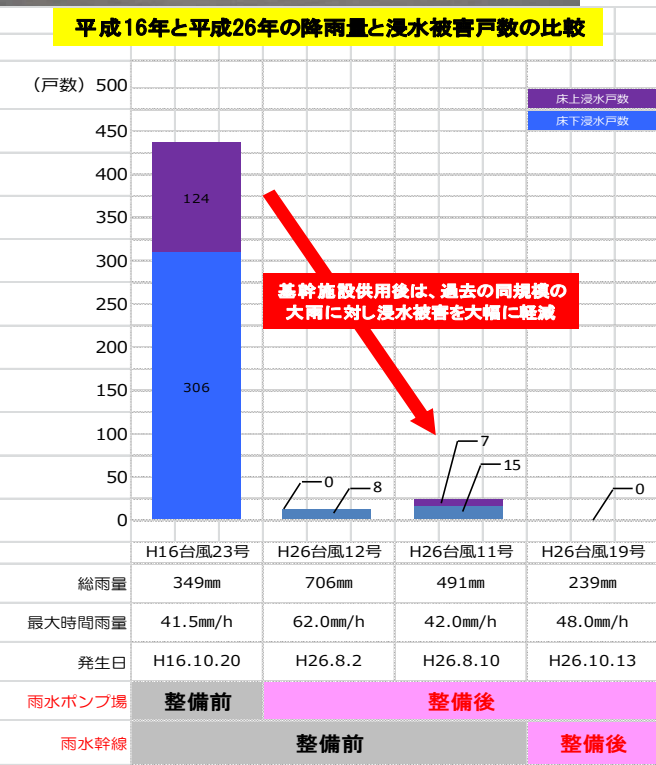 平成16年と平成26年の降雨量と浸水被害戸数の比較
（戸数）
500
450
400
350
300
250
200
150
100
50
0
床上浸水戸数
床下浸水戸数
124
306
基幹施設供用後は、過去の同規模の
大雨に対し浸水被害を大幅に軽減
0
8
7
15
0
H16台風23号 H26台風12号 H26台風11号 H26台風19号
総雨量 349mm 706mm 491mm 239mm
最大時間雨量 41.5mm/h 62.0mm/h 42.0mm/h 48.0mm/h
発生日 H16.10.20 H26.8.2 H26.8.10 H26.10.13
雨水ポンプ場 整備前 整備後
雨水幹線 整備前 整備後